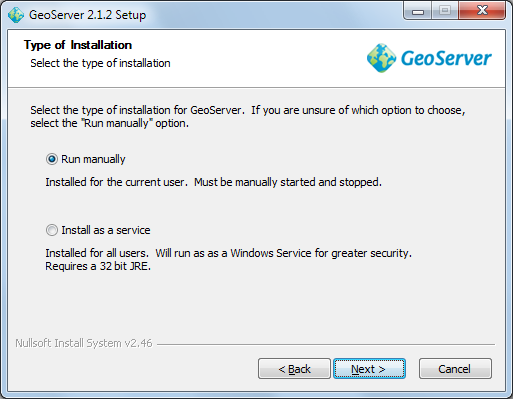 GeoServer 2.1.2 Setup
Type of Installation
Select the type of installation
GeoServer
Select the type of installation for GeoServer. If you are unsure of which option to choose,
select the "Run manually" option.
Run manually
Installed for the current user. Must be manually started and stopped.
Install as a service
Installed for all users. Will run as as a Windows Service for greater security.
Requires a 32 bit JRE.
Nullsoft Install System v2.46
< Back
Next >
Cancel